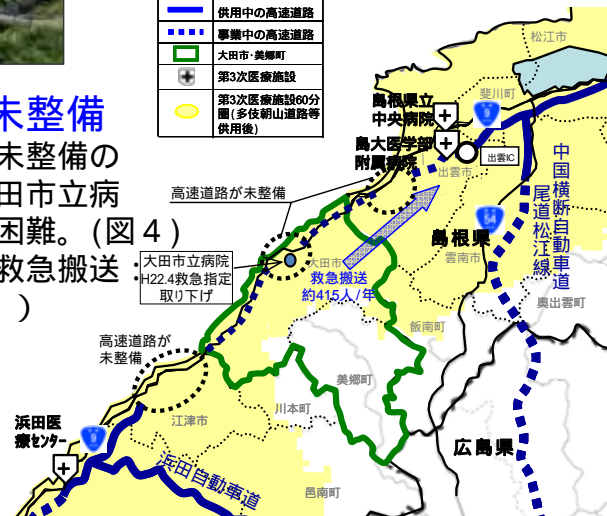 供用中の高速道路
事業中の高速道路
大田市・美郷町
第3次医療施設
第3次医療施設60分
圏(多伎朝山道路等
供用後)
未整備
未整備の
田市立病
困難。(図４)
救急搬送：
)
松江市
斐川町
島根県立
中央病院
9
島大医学部
附属病院
出雲IC
出雲市
中国横断自動車道
尾道松江線
高速道路が未整備
54
島根県
雲南市
大田市立病院
H22.4救急指定
取り下げ
大田市
救急搬送
約415人/年
奥出雲町
飯南町
高速道路が
未整備
美郷町
川本町
江津市
浜田医
療センター
9
広島県
浜田自動車道
邑南町